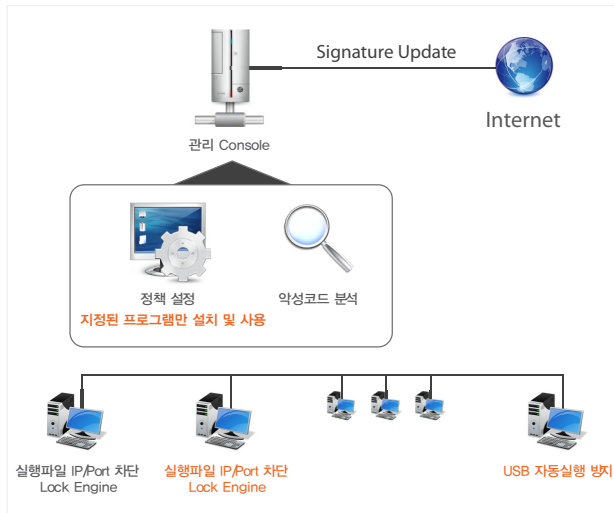 Signature Update
Internet
관리 Console
정책 설정
지정된 프로그램만 설치 및 사용
악성코드 분석
실행파일 IP/Port 차단
Lock Engine
실행파일 IP/Port 차단
Lock Engine
USB 자동실행 방지